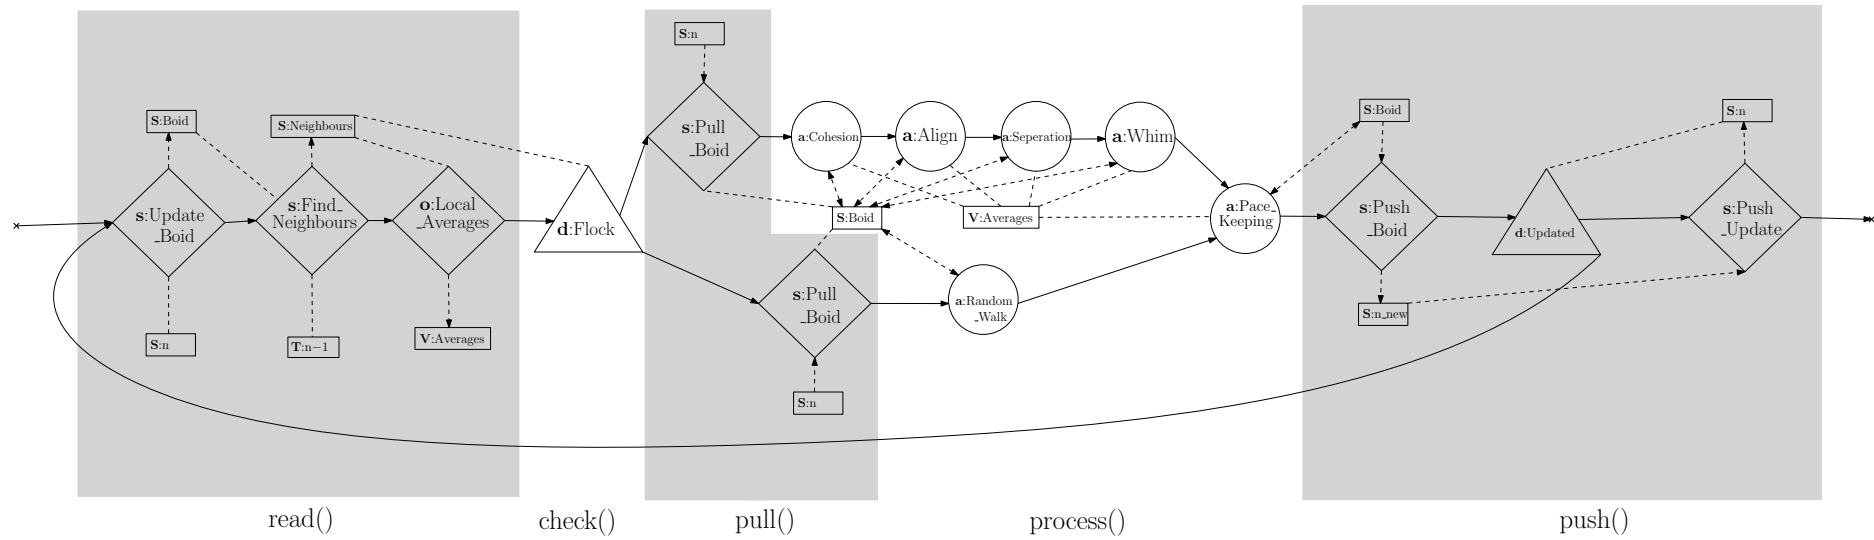 S:n
S:Boid
S:Neighbours
s:Update
_Boid
s:Find_
Neighbours
o:Local
_Averages
S:n
T:n−1
V:Averages
d:Flock
s:Pull
_Boid
a:Cohesion
a:Align
a:Seperation
a:Whim
S:Boid
V:Averages
s:Pull
_Boid
a:Random
_Walk
S:n
a:Pace_
Keeping
S:Boid
s:Push
_Boid
S:n_new
d:Updated
S:n
s:Push
_Update
read()
check()
pull()
process()
push()